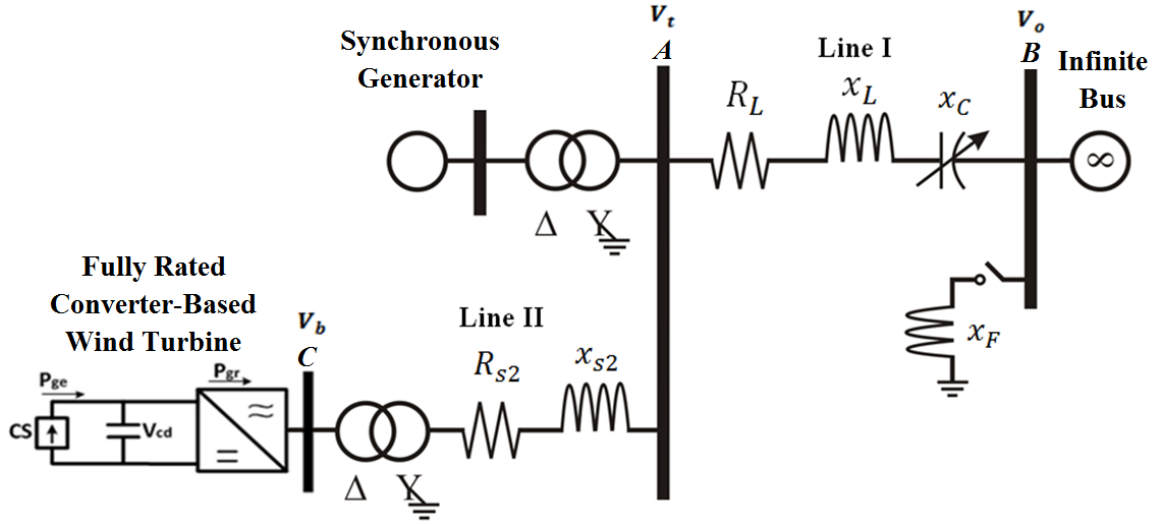 Synchronous
Generator
Δ Y
V_t
A
Line I
R_L
x_L
x_C
V_o
B
Infinite
Bus
∞
x_F
Fully Rated
Converter-Based
Wind Turbine
P_ge
CS
V_cd
P_gr
≈
=
V_b
C
Δ Y
Line II
R_s2
x_s2